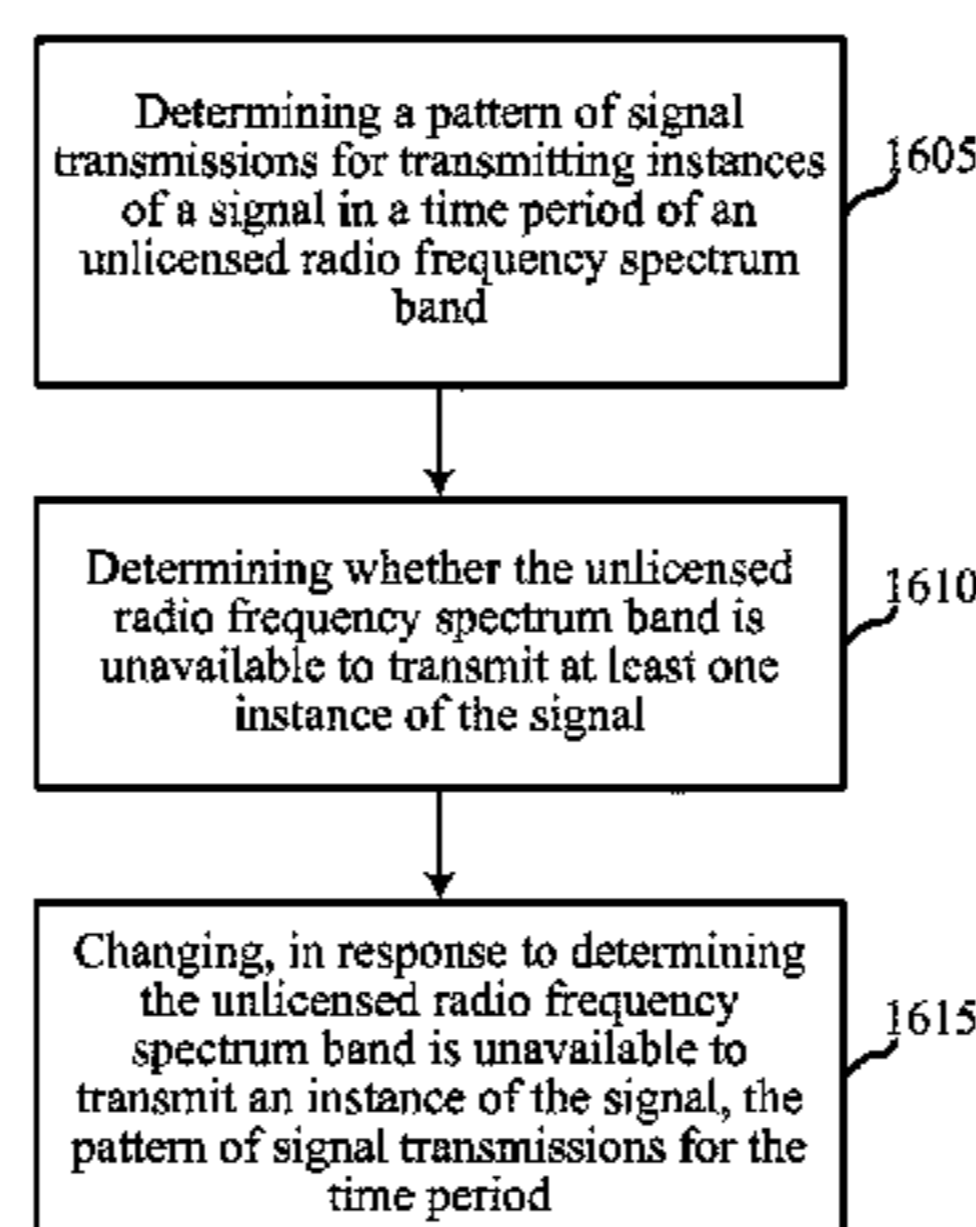 Determining a pattern of signal
transmissions for transmitting instances
of a signal in a time period of an
unlicensed radio frequency spectrum
band
1605
Determining whether the unlicensed
radio frequency spectrum band is
unavailable to transmit at least one
instance of the signal
1610
Changing, in response to determining
the unlicensed radio frequency
spectrum band is unavailable to
transmit an instance of the signal, the
pattern of signal transmissions for the
time period
1615